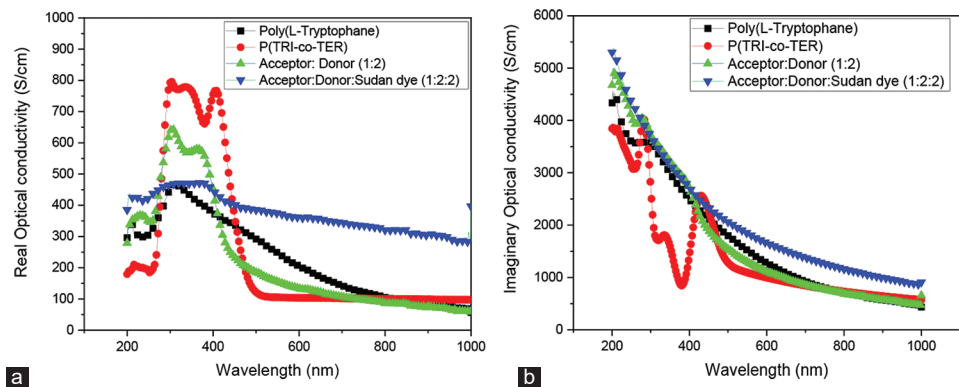 Real Optical conductivity (S/cm)
1000
900
800
700
600
500
400
300
200
100
0
200
400
600
800
1000
Wavelength (nm)
Poly(L-Tryptophane)
P(TRI-co-TER)
Acceptor: Donor (1:2)
Acceptor:Donor:Sudan dye (1:2:2)
a
Imaginary Optical conductivity (S/cm)
6000
5000
4000
3000
2000
1000
0
200
400
600
800
1000
Wavelength (nm)
Poly(L-Tryptophane)
P(TRI-co-TER)
Acceptor:Donor (1:2)
Acceptor:Donor:Sudan dye (1:2:2)
b